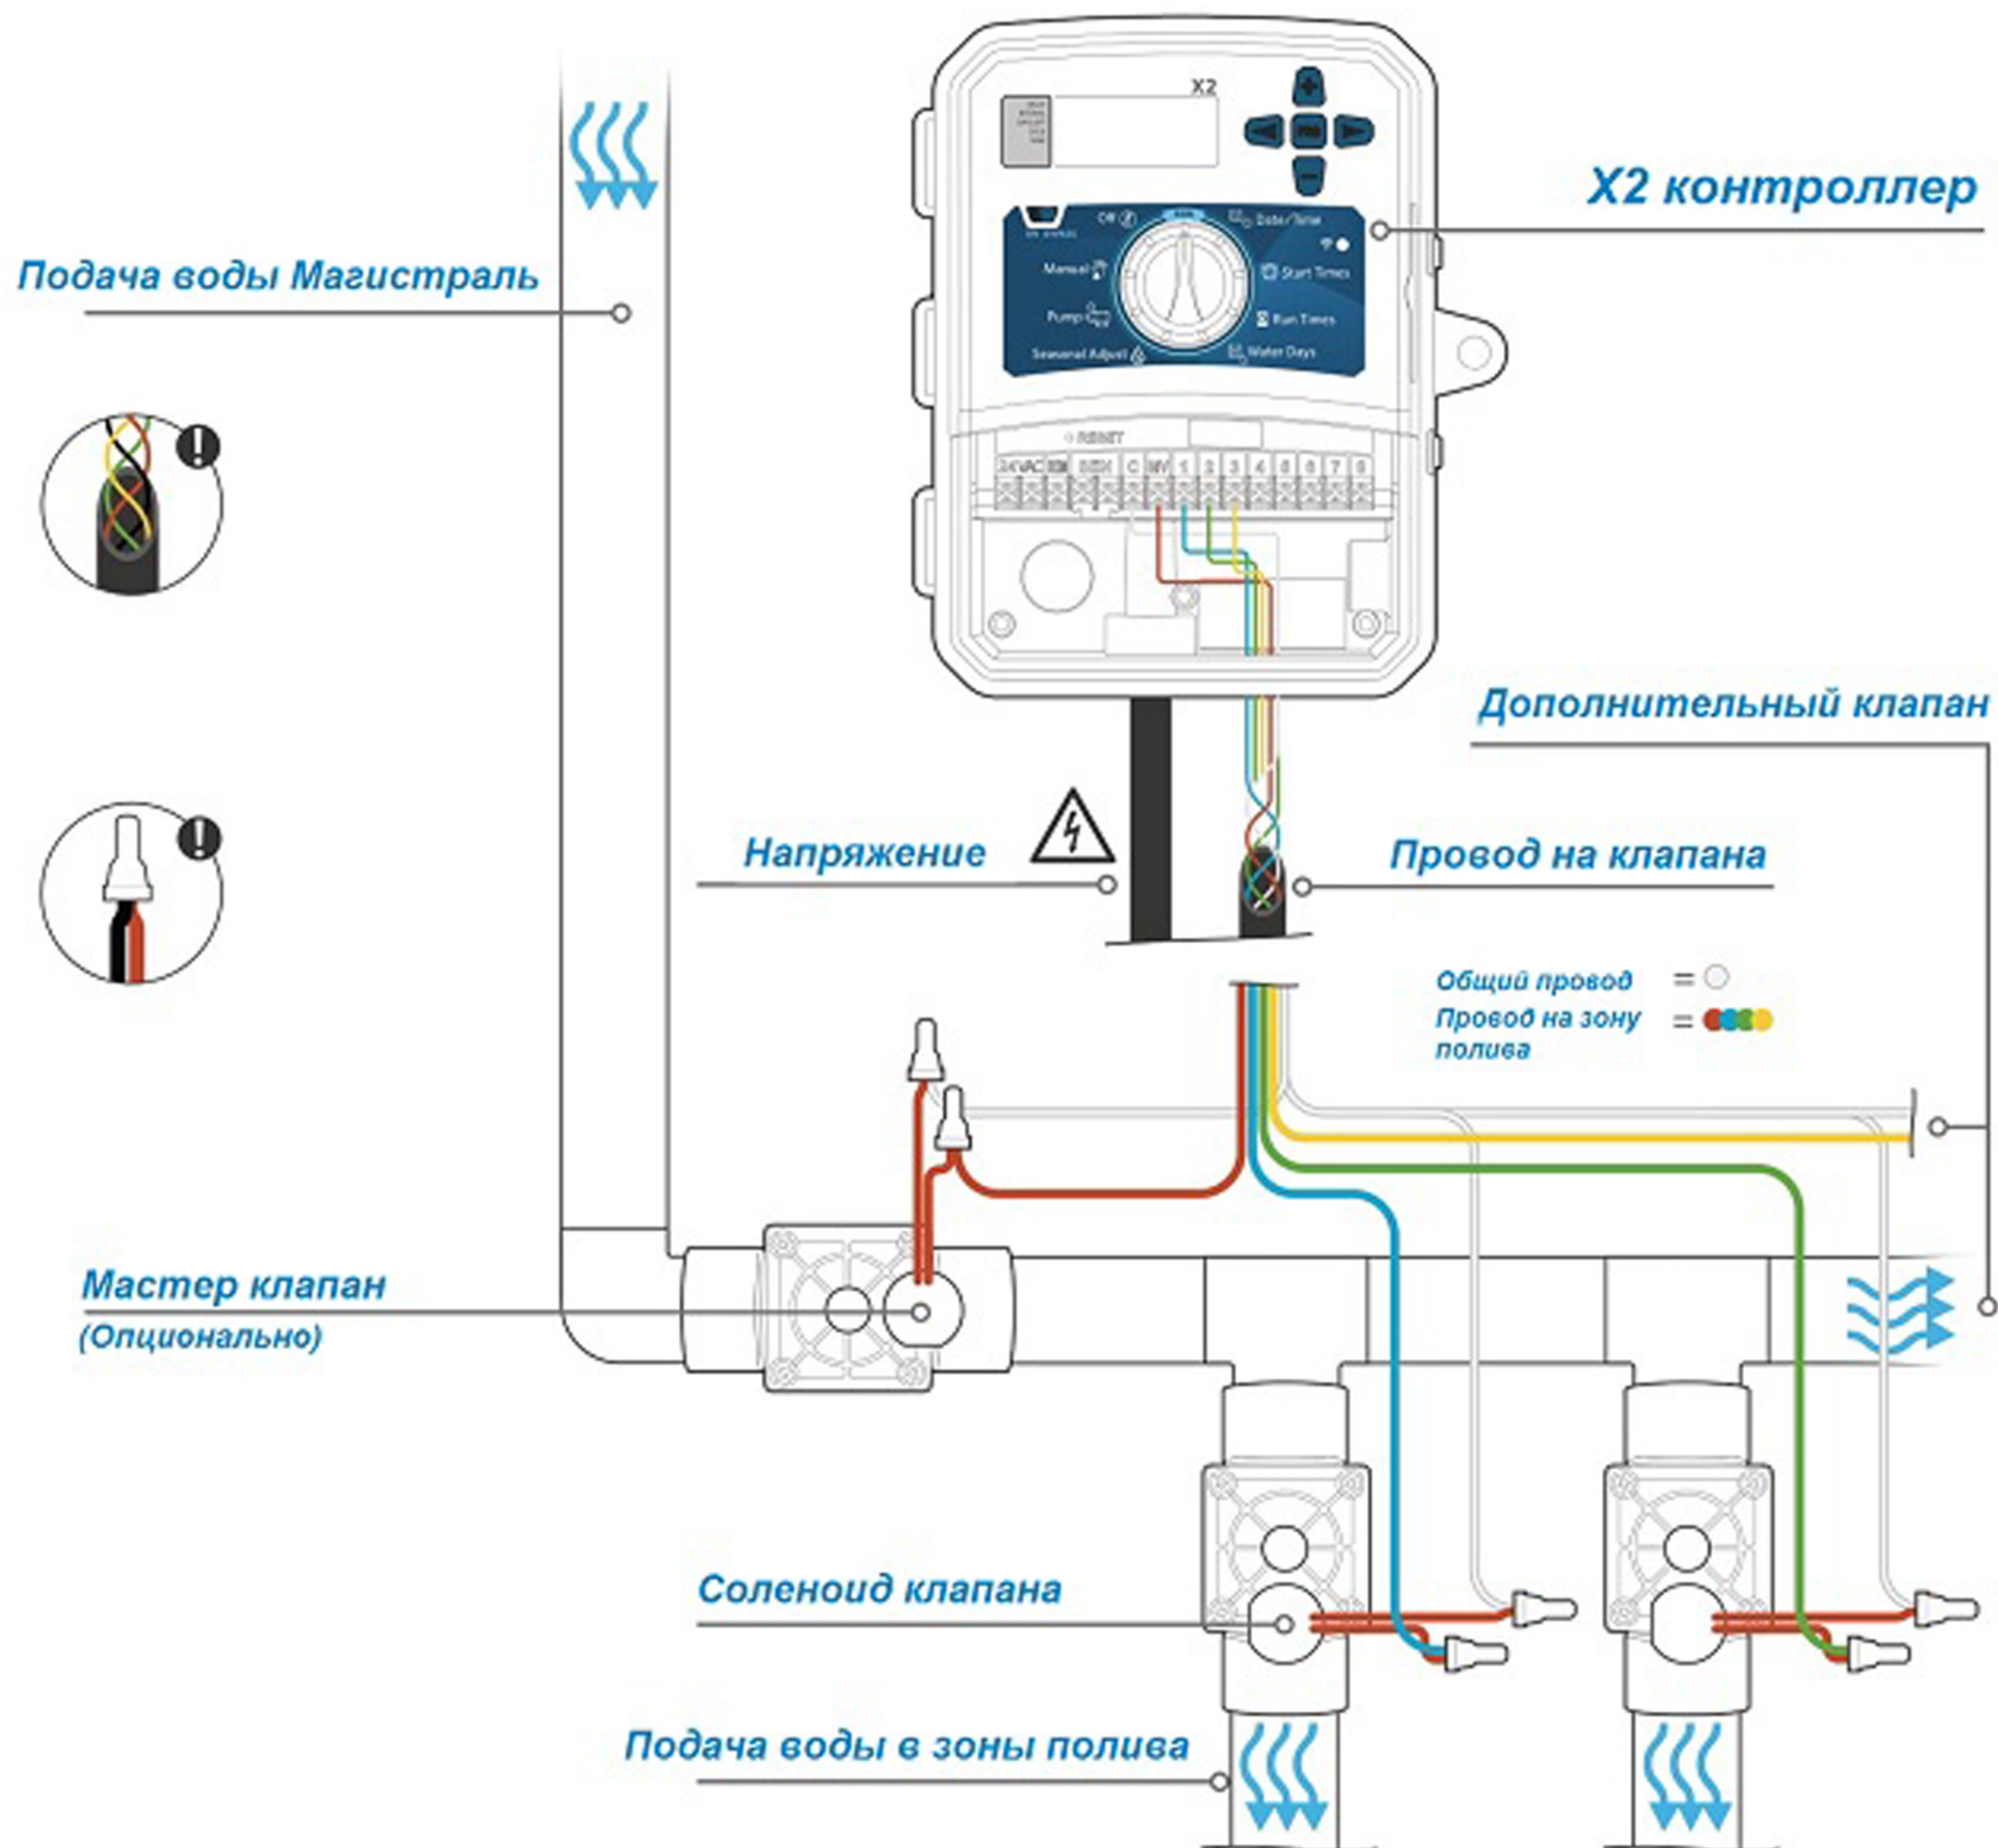 X2
X2 контроллер
Off
Date/Time
Подача воды Магистраль
Manual
Start Times
Pump
Run Times
Seasonal Adjust
Water Days
RESET
24VAC
SEN
C MV 1 2 3 4 5 6 7 8
Дополнительный клапан
Напряжение
Провод на клапана
Общий провод =
Провод на зону =
полива
Мастер клапан
(Опционально)
Соленоид клапана
Подача воды в зоны полива